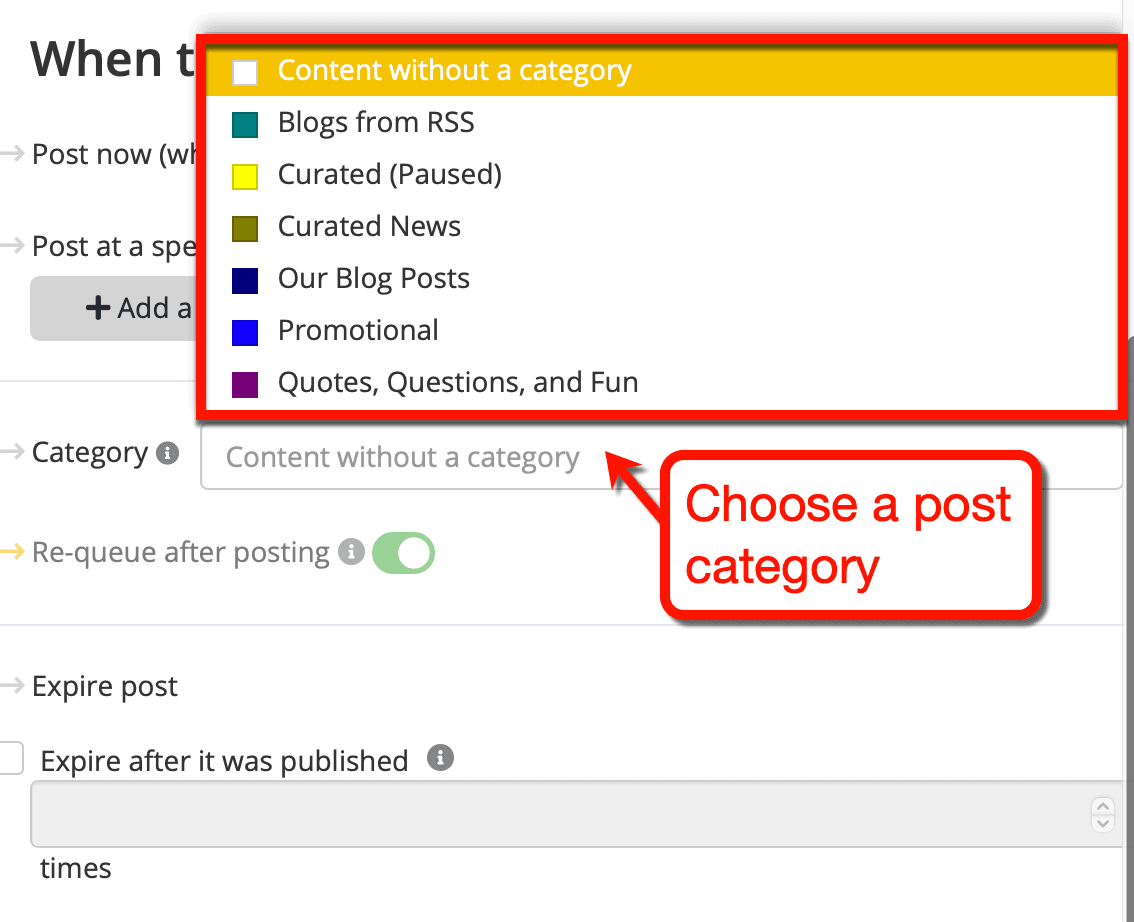 When t
Content without a category
Blogs from RSS
Post now (wh
Curated (Paused)
Curated News
Post at a spe
Our Blog Posts
Add a
Promotional
Quotes, Questions, and Fun
Category
Content without a category
Choose a post
category
Re-queue after posting
Expire post
Expire after it was published
times